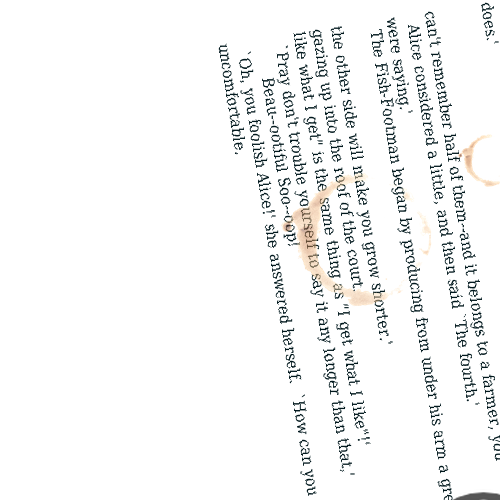 does.'
can't remember half of them--and it belongs to a farmer, you
Alice considered a little, and then said `The fourth.'
were saying.'
The Fish-Footman began by producing from under his arm a
the other side will make you grow shorter.'
gazing up into the roof of the court.
like what I get" is the same thing as "I get what I like"!'
`Pray don't trouble yourself to say it any longer than that,'
Beau--ootiful Soo--oop!
`Oh, you foolish Alice!' she answered herself. `How can you
uncomfortable.